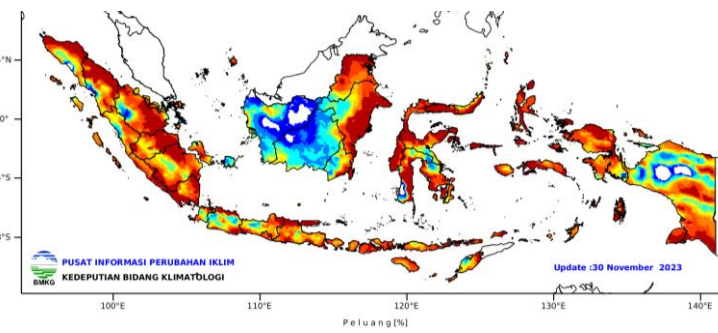 °N
0°
°S
°S
PUSAT INFORMASI PERUBAHAN IKLIM
KEDEPUTIAN BIDANG KLIMATOLOGI
BMKG
Update :30 November 2023
100°E
110°E
120°E
130°E
140°E
Peluang[%]